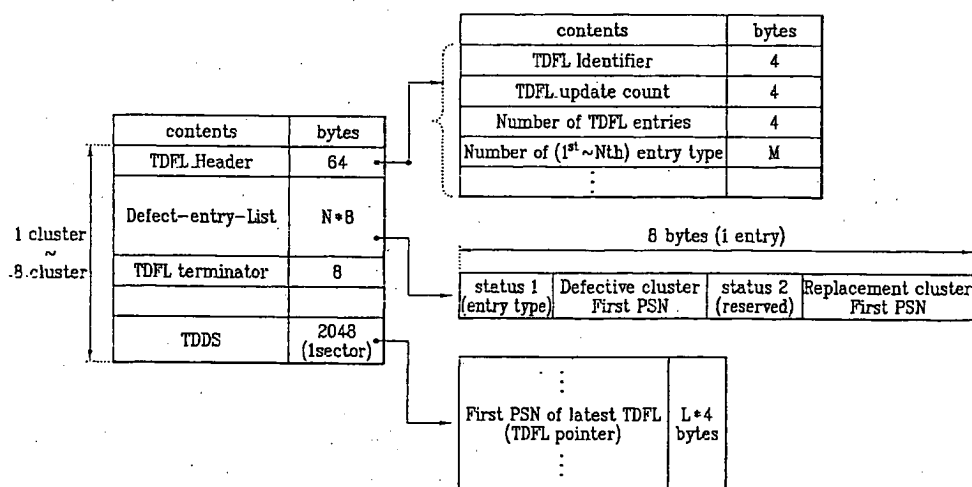 contents bytes
TDFL Identifier 4
TDFL update count 4
Number of TDFL entries 4
Number of (1st ~Nth) entry type M
⋮
contents bytes
TDFL Header 64
Defect-entry-List N*8
TDFL terminator 8
TDDS 2048
(1sector)
1 cluster
~
8 cluster
8 bytes (1 entry)
status 1 Defective cluster status 2 Replacement cluster
(entry type) First PSN (reserved) First PSN
⋮
First PSN of latest TDFL L*4
(TDFL pointer) bytes
⋮